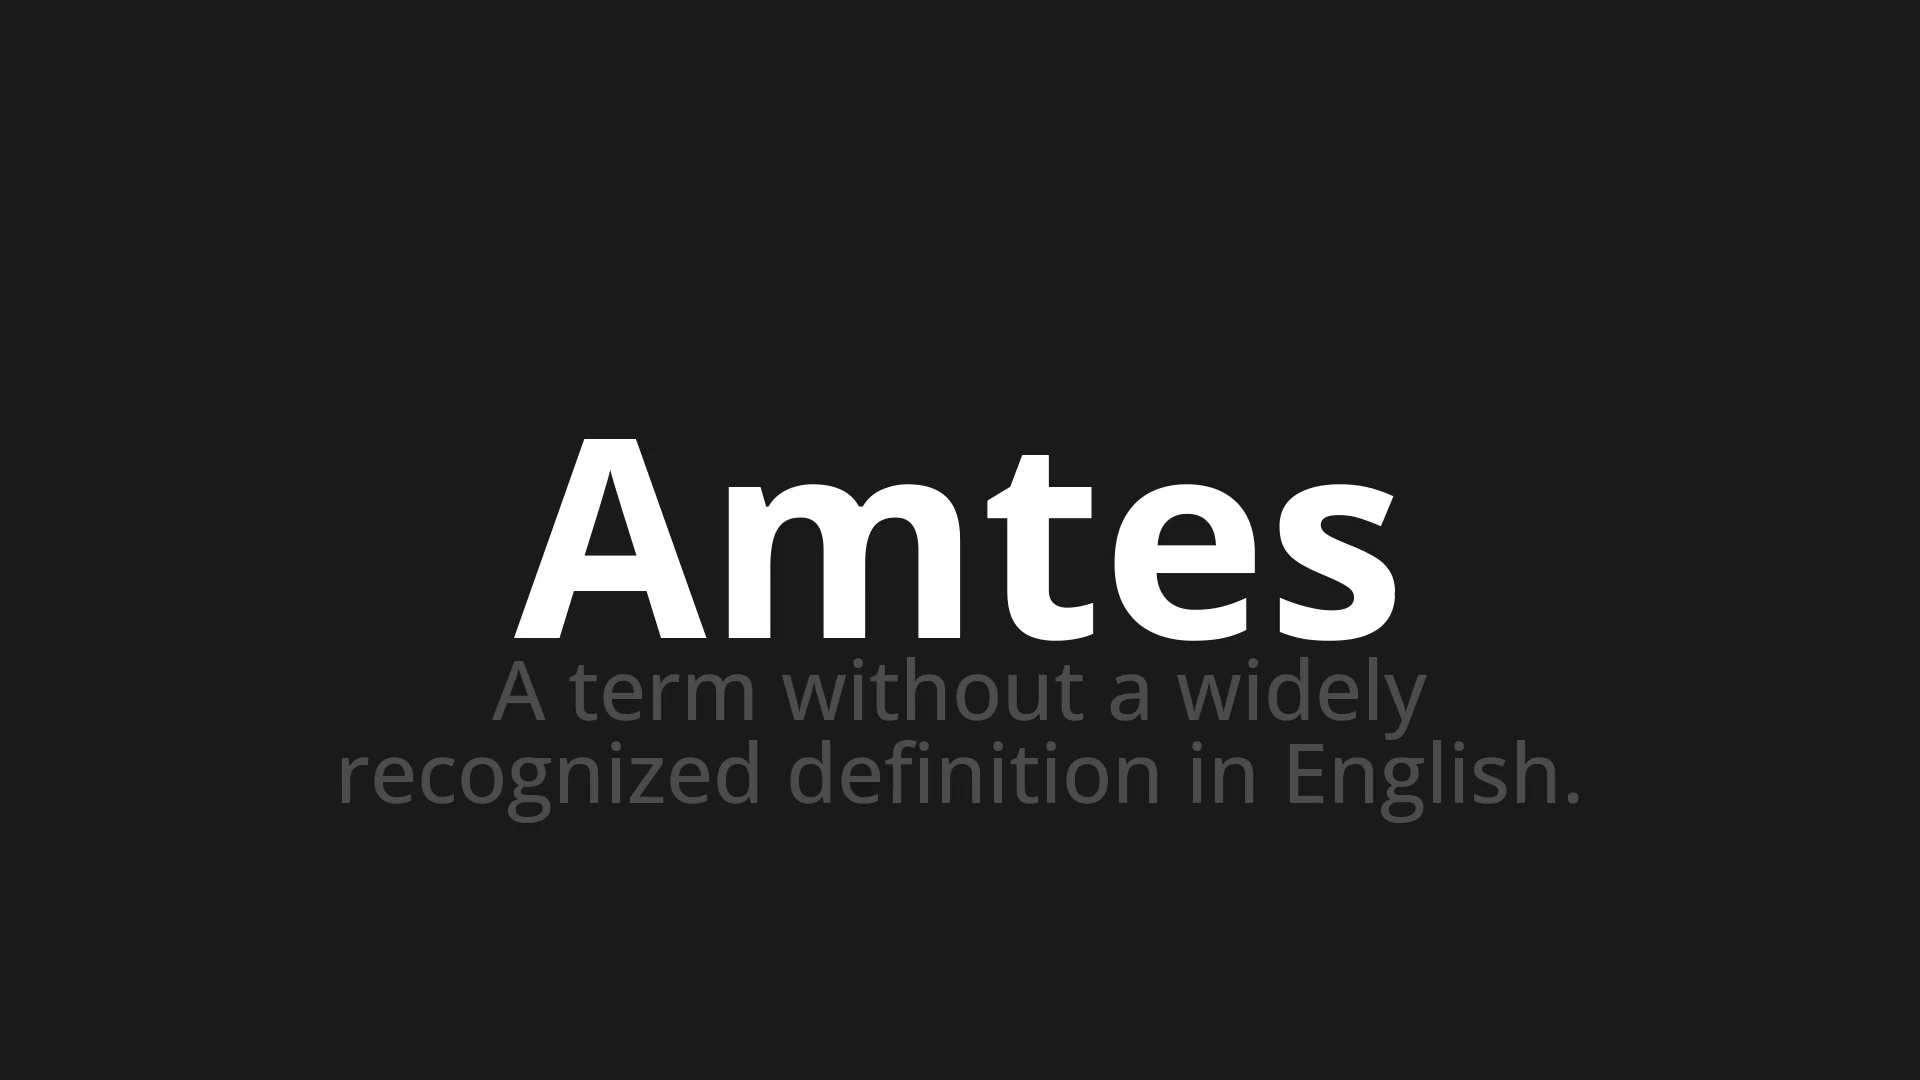 Amtes
A term without a widely
recognized definition in English.